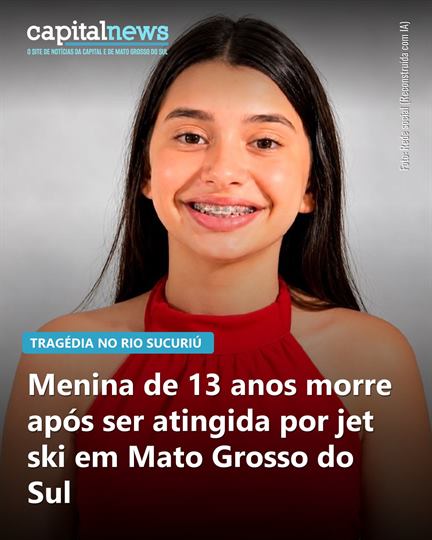 capitalnews
O SITE DE NOTÍCIAS DA CAPITAL E DE MATO GROSSO DO SUL
Foto: Rede social (Reconstruída com IA)
TRAGÉDIA NO RIO SUCURIÚ
Menina de 13 anos morre
após ser atingida por jet
ski em Mato Grosso do
Sul